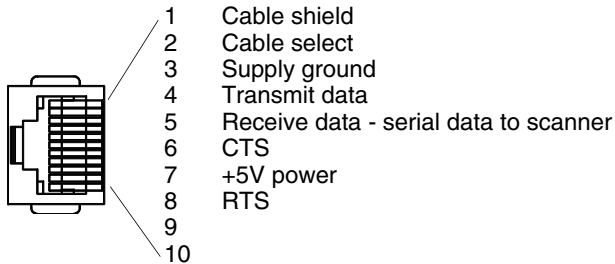 1 Cable shield
2 Cable select
3 Supply ground
4 Transmit data
5 Receive data - serial data to scanner
6 CTS
7 +5V power
8 RTS
9
10